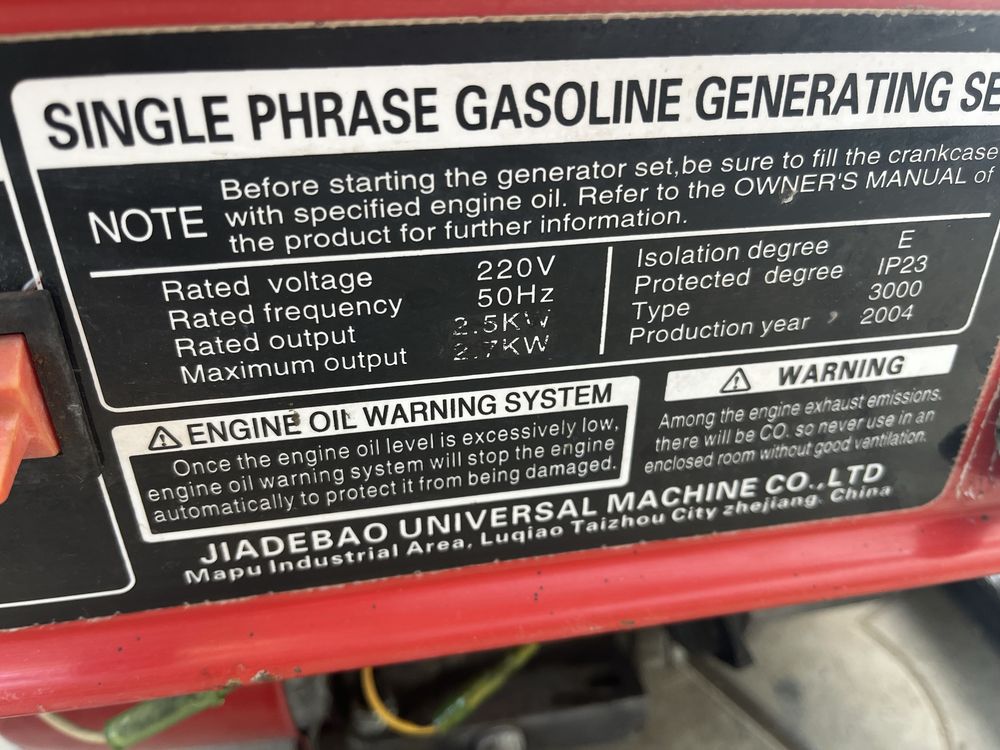 SINGLE PHRASE GASOLINE GENERATING SE
NOTE
Before starting the generator set,be sure to fill the crankcase
with specified engine oil. Refer to the OWNER'S MANUAL of
the product for further information.
Rated voltage 220V
Rated frequency 50Hz
Rated output 2.5KW
Maximum output 2.7KW
Isolation degree E
Protected degree IP23
Type 3000
Production year 2004
ENGINE OIL WARNING SYSTEM
Once the engine oil level is excessively low,
engine oil warning system will stop the engine
automatically to protect it from being damaged.
WARNING
Among the engine exhaust emissions.
there will be CO. so never use in an
enclosed room without good ventilation.
JIADEBAO UNIVERSAL MACHINE CO.,LTD
Mapu Industrial Area, Luqiao Taizhou City zhejiang. China